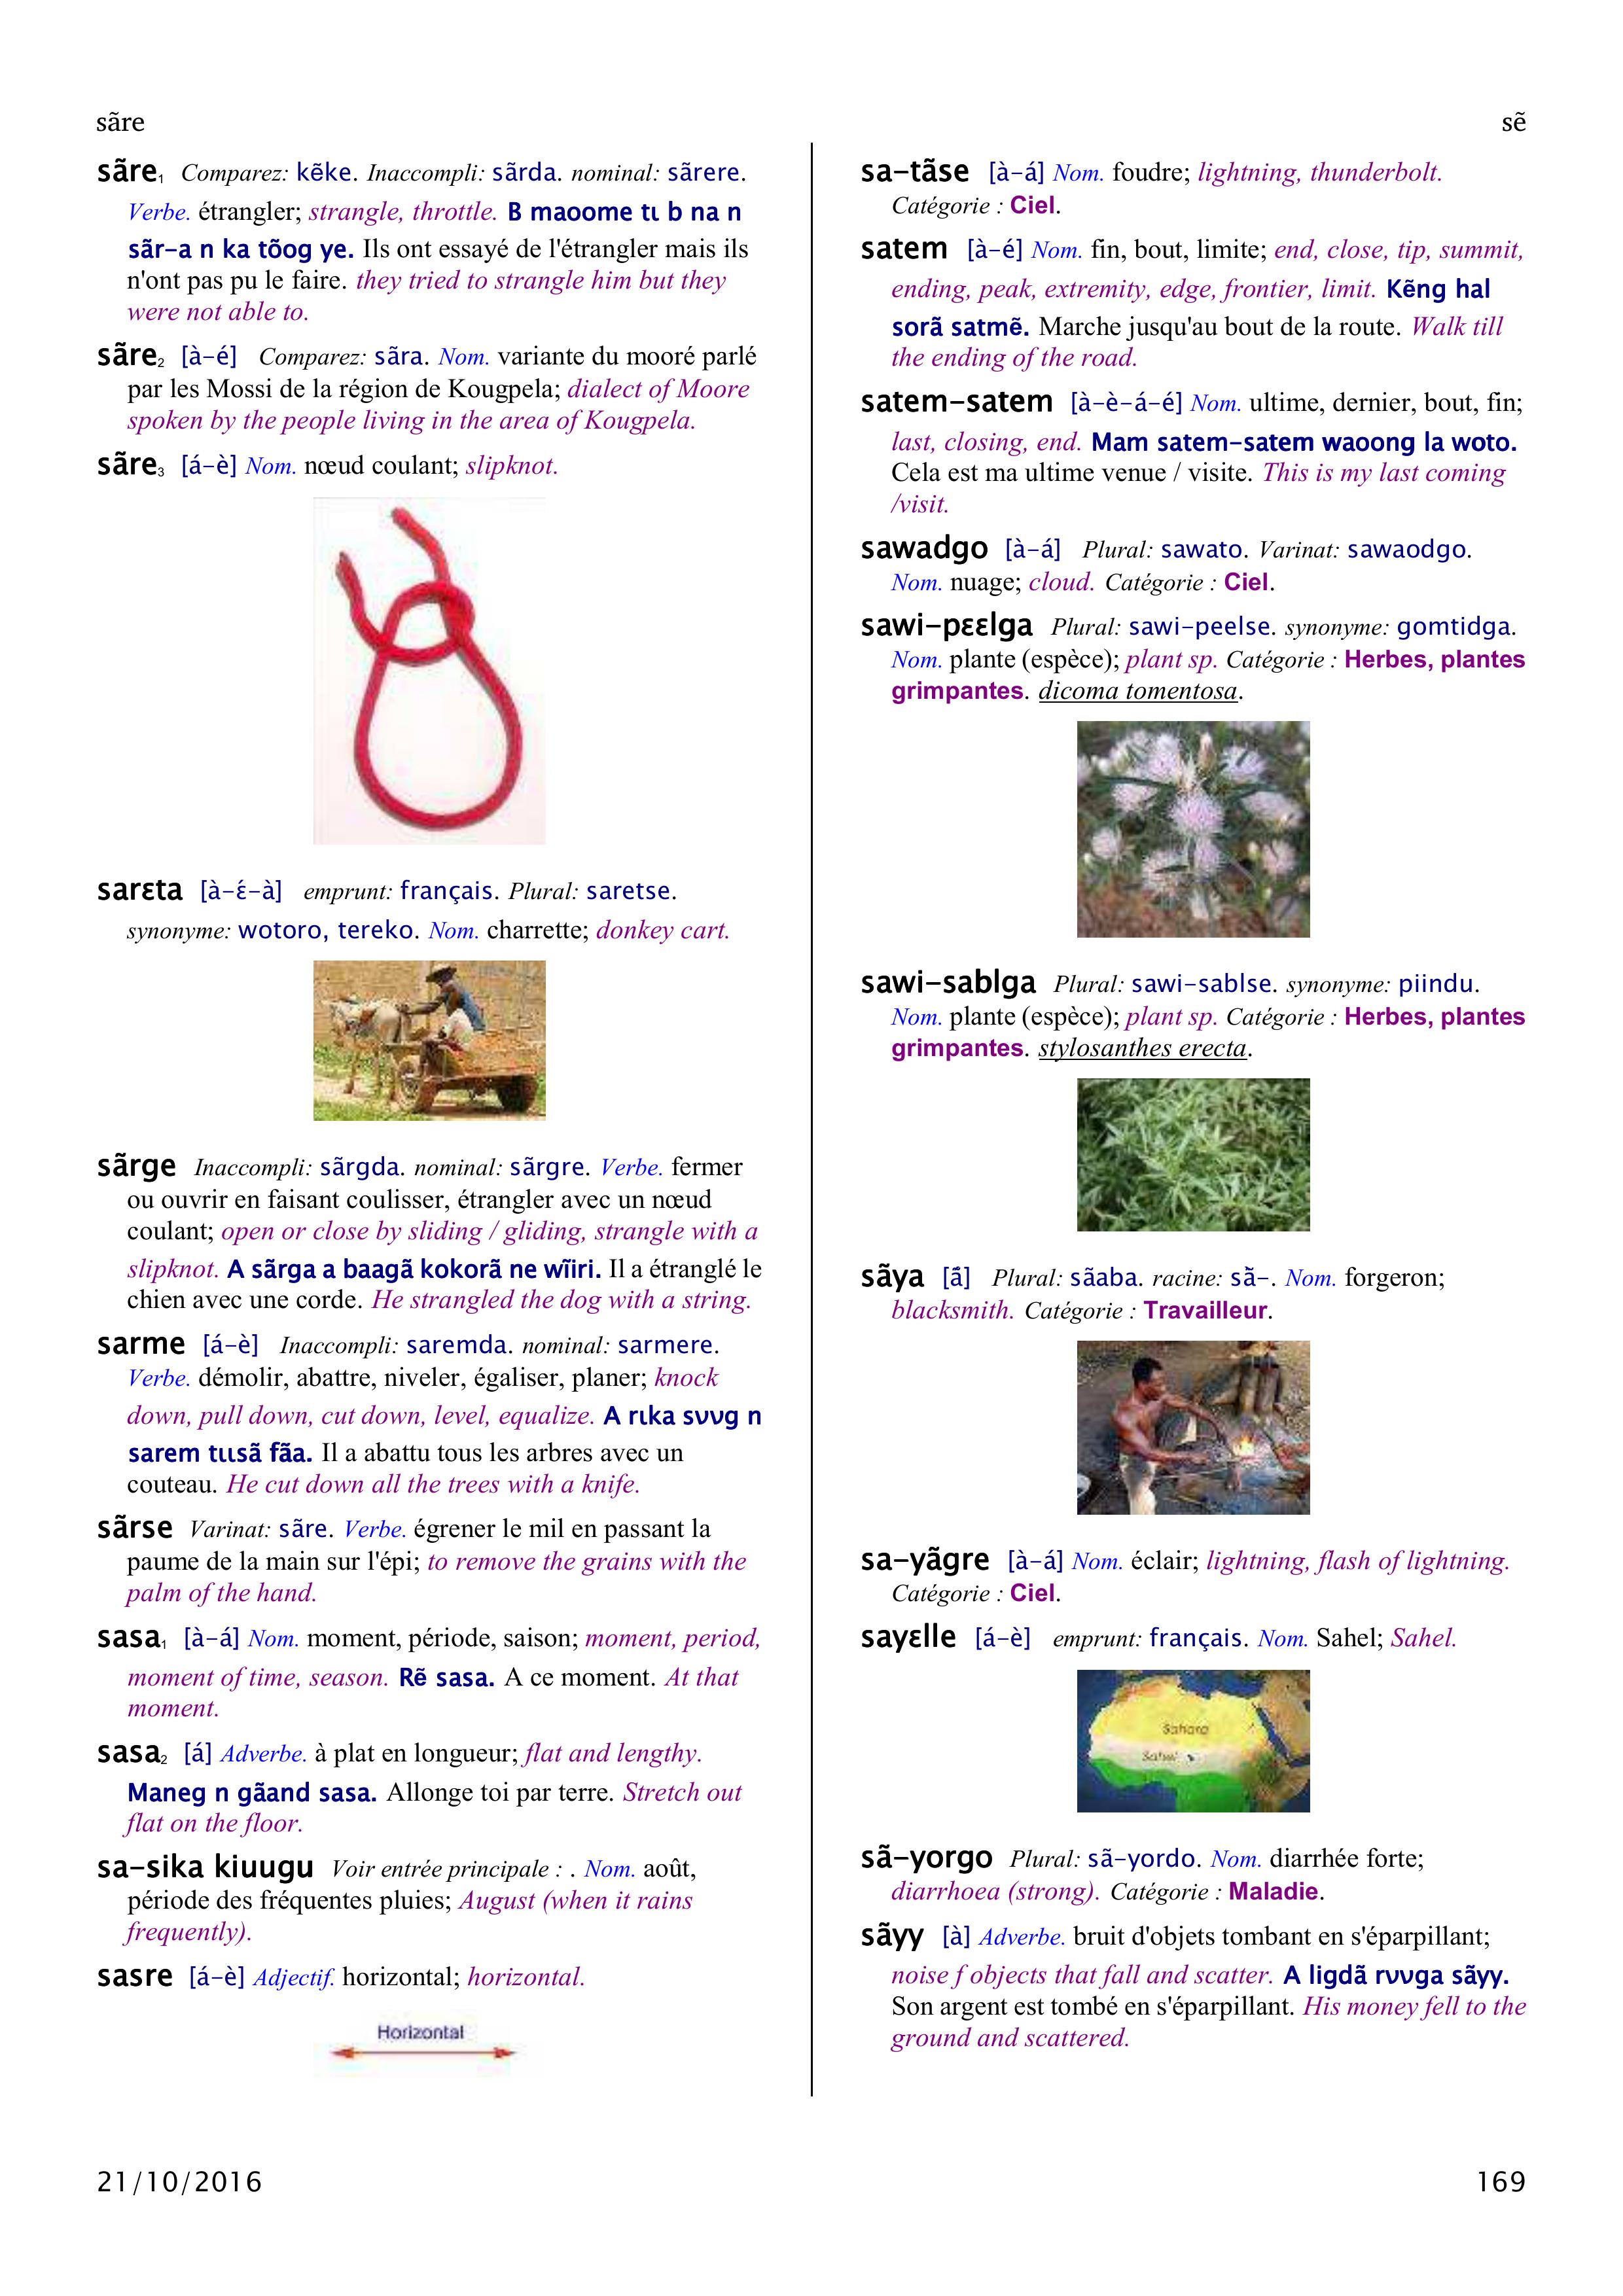 sãre
sẽ
sãre₁ Comparez: kẽke. Inaccompli: sãrda. nominal: sãrere.
Verbe. étrangler; strangle, throttle. B maoome tɩ b na n
sãr–a n ka tõog ye. Ils ont essayé de l'étrangler mais ils
n'ont pas pu le faire. they tried to strangle him but they
were not able to.
sãre₂ [à–é] Comparez: sãra. Nom. variante du mooré parlé
par les Mossi de la région de Kougpela; dialect of Moore
spoken by the people living in the area of Kougpela.
sãre₃ [á–è] Nom. nœud coulant; slipknot.
sarɛta [à–ɛ́–à] emprunt: français. Plural: saretse.
synonyme: wotoro, tereko. Nom. charrette; donkey cart.
sãrge Inaccompli: sãrgda. nominal: sãrgre. Verbe. fermer
ou ouvrir en faisant coulisser, étrangler avec un nœud
coulant; open or close by sliding / gliding, strangle with a
slipknot. A sãrga a baagã kokorã ne wĩiri. Il a étranglé le
chien avec une corde. He strangled the dog with a string.
sarme [á–è] Inaccompli: saremda. nominal: sarmere.
Verbe. démolir, abattre, niveler, égaliser, planer; knock
down, pull down, cut down, level, equalize. A rɩka sʋʋg n
sarem tɩɩsã fãa. Il a abattu tous les arbres avec un
couteau. He cut down all the trees with a knife.
sãrse Varinat: sãre. Verbe. égrener le mil en passant la
paume de la main sur l'épi; to remove the grains with the
palm of the hand.
sasa₁ [à–á] Nom. moment, période, saison; moment, period,
moment of time, season. Rẽ sasa. A ce moment. At that
moment.
sasa₂ [á] Adverbe. à plat en longueur; flat and lengthy.
Maneg n gãand sasa. Allonge toi par terre. Stretch out
flat on the floor.
sa–sika kiuugu Voir entrée principale : . Nom. août,
période des fréquentes pluies; August (when it rains
frequently).
sasre [á–è] Adjectif. horizontal; horizontal.
Horizontal
sa–tãse [à–á] Nom. foudre; lightning, thunderbolt.
Catégorie : Ciel.
satem [à–é] Nom. fin, bout, limite; end, close, tip, summit,
ending, peak, extremity, edge, frontier, limit. Kẽng hal
sorã satmẽ. Marche jusqu'au bout de la route. Walk till
the ending of the road.
satem–satem [à–è–á–é] Nom. ultime, dernier, bout, fin;
last, closing, end. Mam satem–satem waoong la woto.
Cela est ma ultime venue / visite. This is my last coming
/visit.
sawadgo [à–á] Plural: sawato. Varinat: sawaodgo.
Nom. nuage; cloud. Catégorie : Ciel.
sawi–pɛɛlga Plural: sawi–peelse. synonyme: gomtidga.
Nom. plante (espèce); plant sp. Catégorie : Herbes, plantes
grimpantes. dicoma tomentosa.
sawi–sablga Plural: sawi–sablse. synonyme: piindu.
Nom. plante (espèce); plant sp. Catégorie : Herbes, plantes
grimpantes. stylosanthes erecta.
sãya [ã́] Plural: sãaba. racine: sã̀–. Nom. forgeron;
blacksmith. Catégorie : Travailleur.
sa–yãgre [à–á] Nom. éclair; lightning, flash of lightning.
Catégorie : Ciel.
sayɛlle [á–è] emprunt: français. Nom. Sahel; Sahel.
Sahara
Sahel
sã–yorgo Plural: sã–yordo. Nom. diarrhée forte;
diarrhoea (strong). Catégorie : Maladie.
sãyy [à] Adverbe. bruit d'objets tombant en s'éparpillant;
noise f objects that fall and scatter. A ligdã rʋʋga sãyy.
Son argent est tombé en s'éparpillant. His money fell to the
ground and scattered.
21/10/2016
169